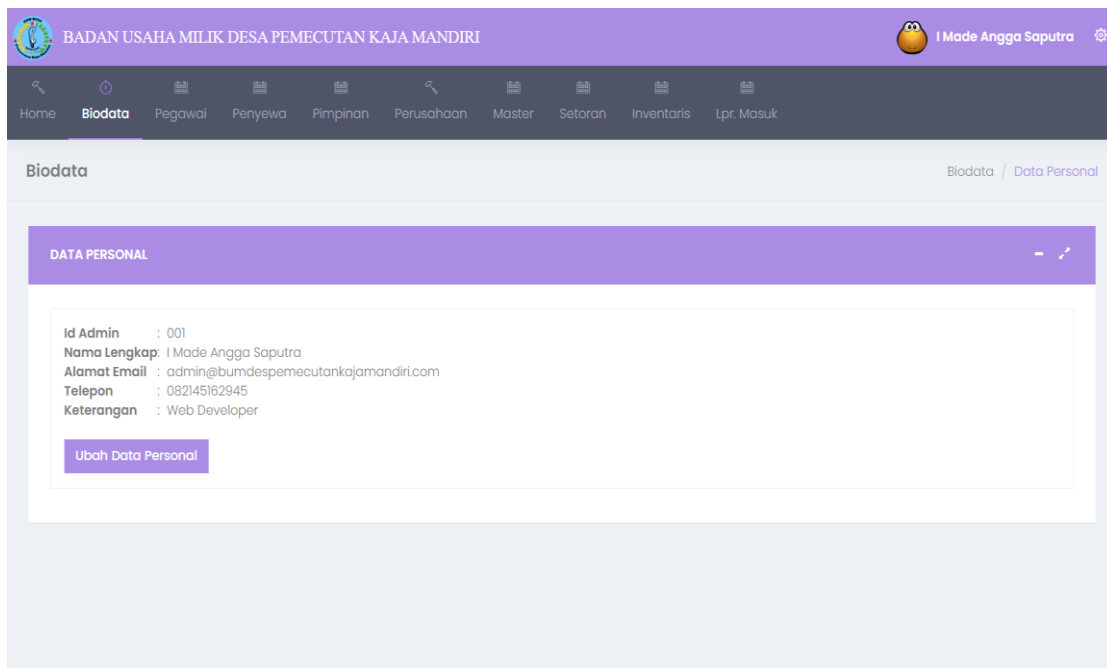 BADAN USAHA MILIK DESA PEMECUTAN KAJA MANDIRI
I Made Angga Saputra
Home Biodata Pegawai Penyewa Pimpinan Perusahaan Master Setoran Inventaris Lpr. Masuk
Biodata
Biodata / Data Personal
DATA PERSONAL
Id Admin : 001
Nama Lengkap: I Made Angga Saputra
Alamat Email : admin@bumdespemecutankajamandiri.com
Telepon : 082145162945
Keterangan : Web Developer
Ubah Data Personal